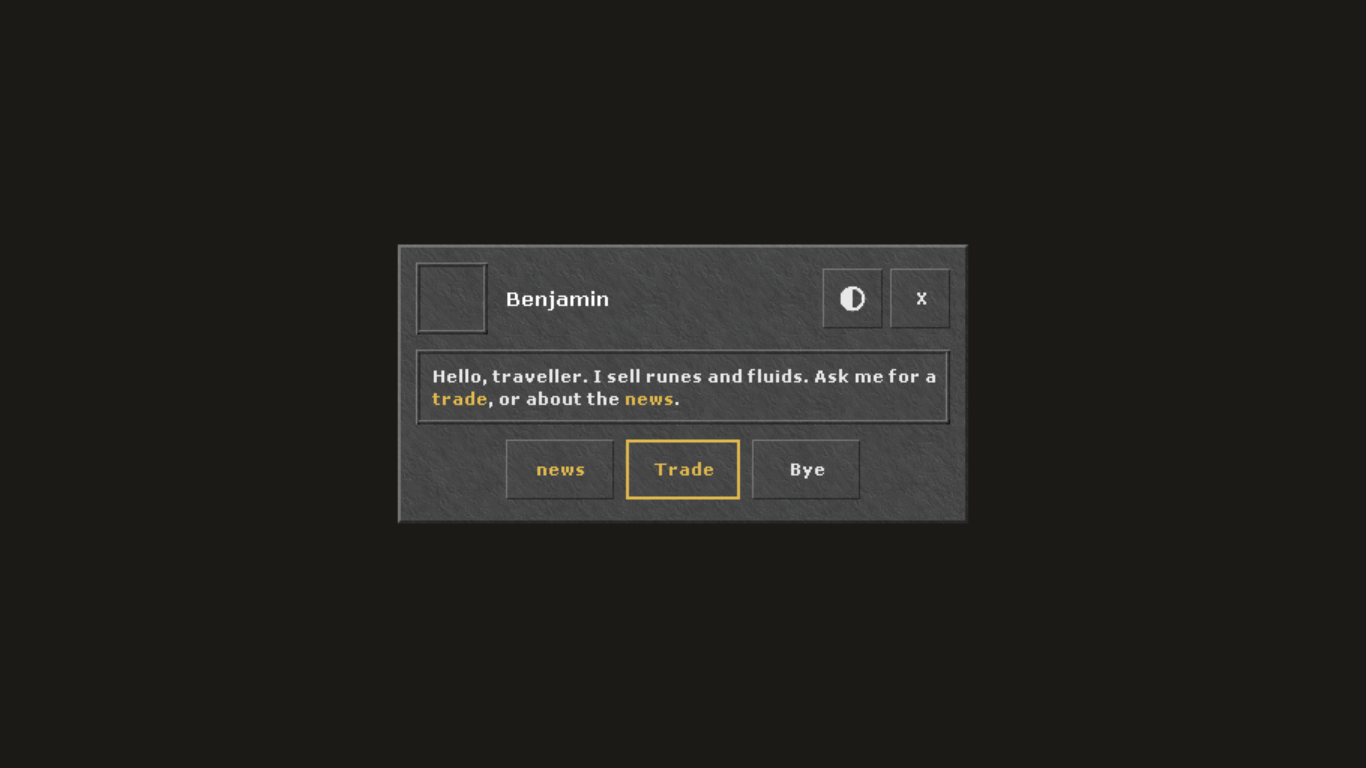 Benjamin
X
Hello, traveller. I sell runes and fluids. Ask me for a
trade, or about the news.
news
Trade
Bye